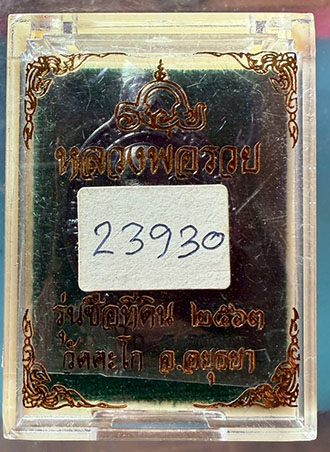 หลวงพ่อรวย
23930
รุ่นซื้อที่ดิน ๒๕๖๓
วัดตะโก อ.อยุธยา